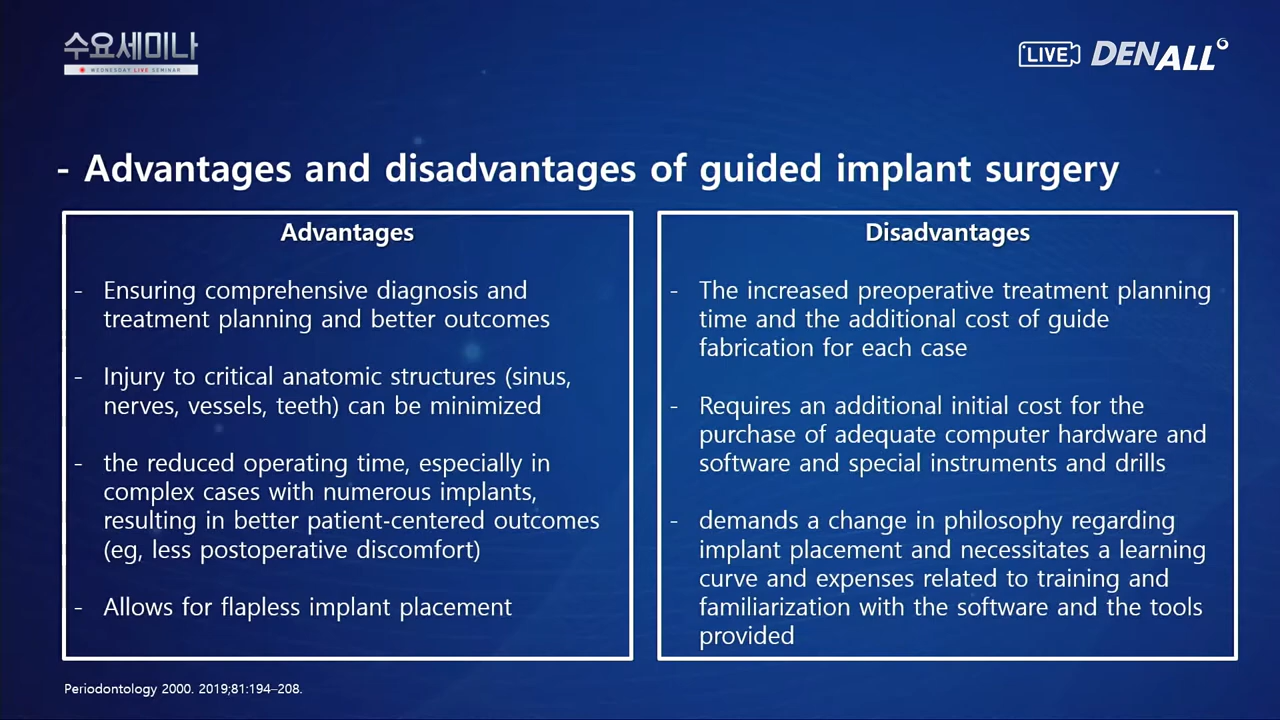 수요세미나
WEDNESDAY LIVE SEMINAR
LIVE
DENALL
- Advantages and disadvantages of guided implant surgery
Advantages
- Ensuring comprehensive diagnosis and
treatment planning and better outcomes
- Injury to critical anatomic structures (sinus,
nerves, vessels, teeth) can be minimized
- the reduced operating time, especially in
complex cases with numerous implants,
resulting in better patient-centered outcomes
(eg, less postoperative discomfort)
- Allows for flapless implant placement
Disadvantages
- The increased preoperative treatment planning
time and the additional cost of guide
fabrication for each case
- Requires an additional initial cost for the
purchase of adequate computer hardware and
software and special instruments and drills
- demands a change in philosophy regarding
implant placement and necessitates a learning
curve and expenses related to training and
familiarization with the software and the tools
provided
Periodontology 2000. 2019;81:194–208.